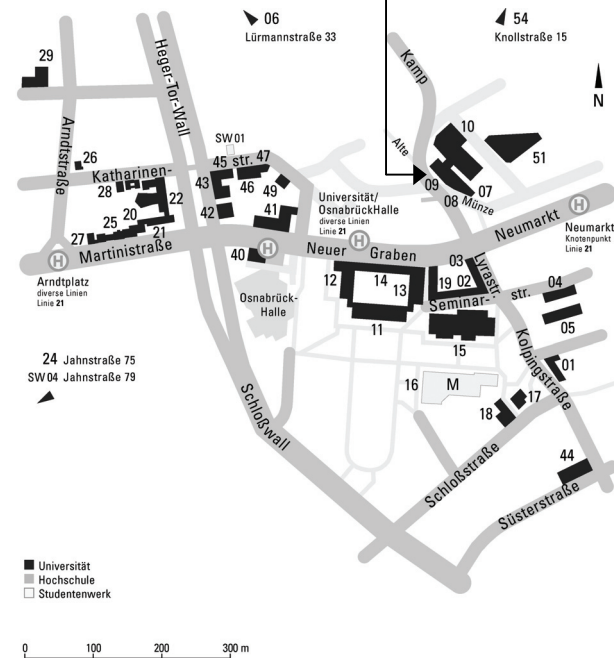 06
Lürmannstraße 33
54
Knollstraße 15
N
29
Heger-Tor-Wall
Kamp
Arndtstraße
SW01
10
51
Alte
26
Katharinen-
str.
45
47
28
43
46
49
22
09
07
08
Münze
Universität/
OsnabrückHalle
diverse Linien
Linie 21
42
41
20
25
27
21
Martinistraße
40
Neuer Graben
Neumarkt
H
H
H
H
Neumarkt
Knotenpunkt
Linie 21
Arndtplatz
diverse Linien
Linie 21
Osnabrück-
Halle
12
14
13
11
03
19
02
Lyrastr.
Seminar-
str.
04
05
15
01
Kolpingstraße
16
M
17
18
24 Jahnstraße 75
SW04 Jahnstraße 79
Schloßwall
Schloßstraße
44
Süsterstraße
Universität
Hochschule
Studentenwerk
0 100 200 300 m